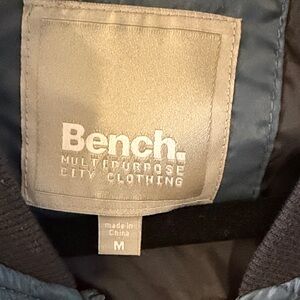 Bench.
MULTIPURPOSE
CITY CLOTHING
made in
China
M